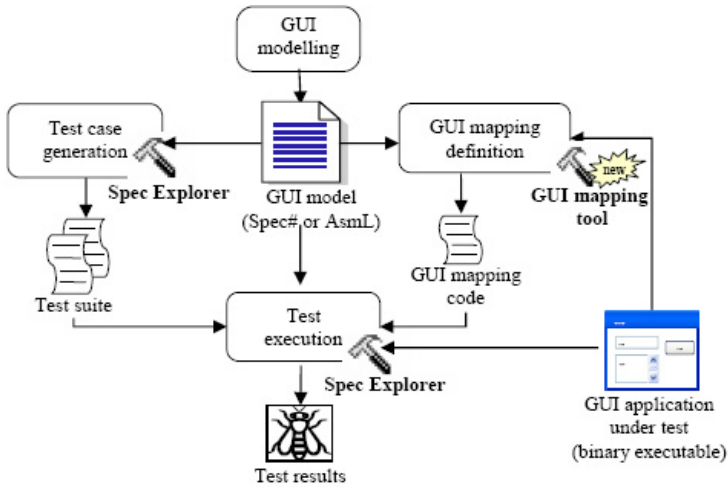 GUI
modelling
Test case
generation
Spec Explorer
GUI model
(Spec# or AsmL)
GUI mapping
definition
new
GUI mapping
tool
Test suite
GUI mapping
code
Test
execution
Spec Explorer
GUI application
under test
(binary executable)
Test results